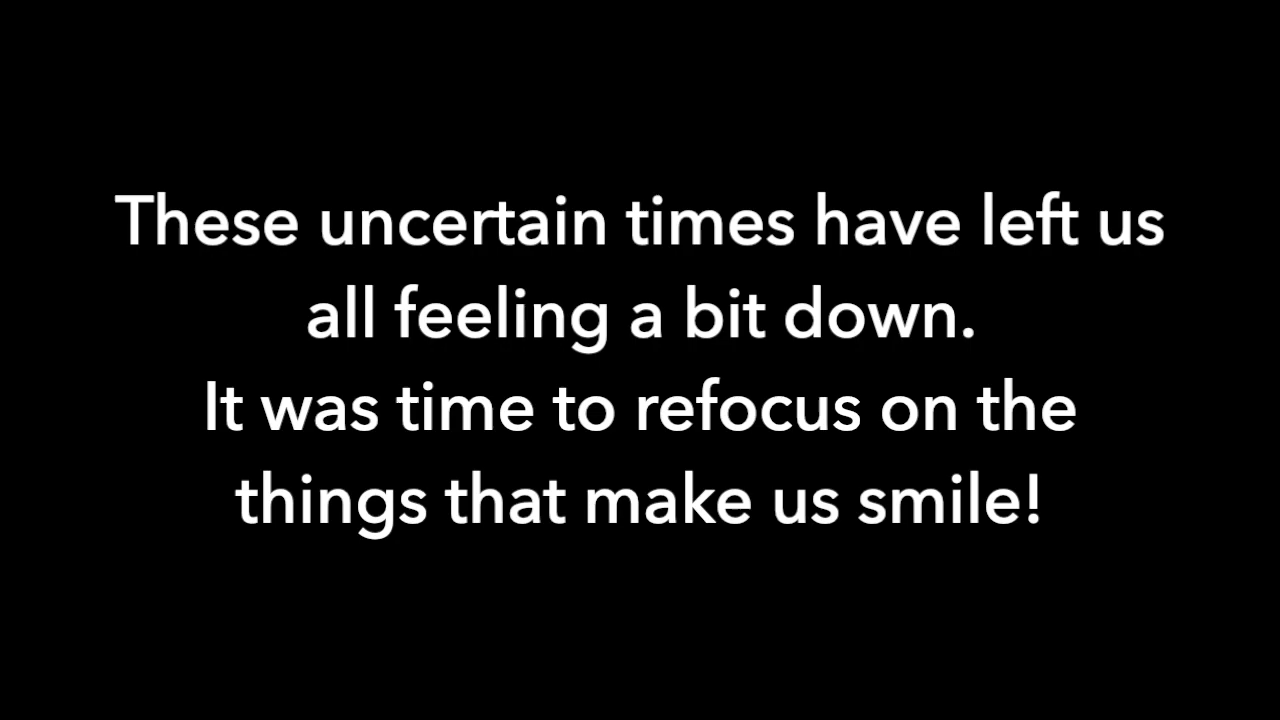 These uncertain times have left us
all feeling a bit down.
It was time to refocus on the
things that make us smile!